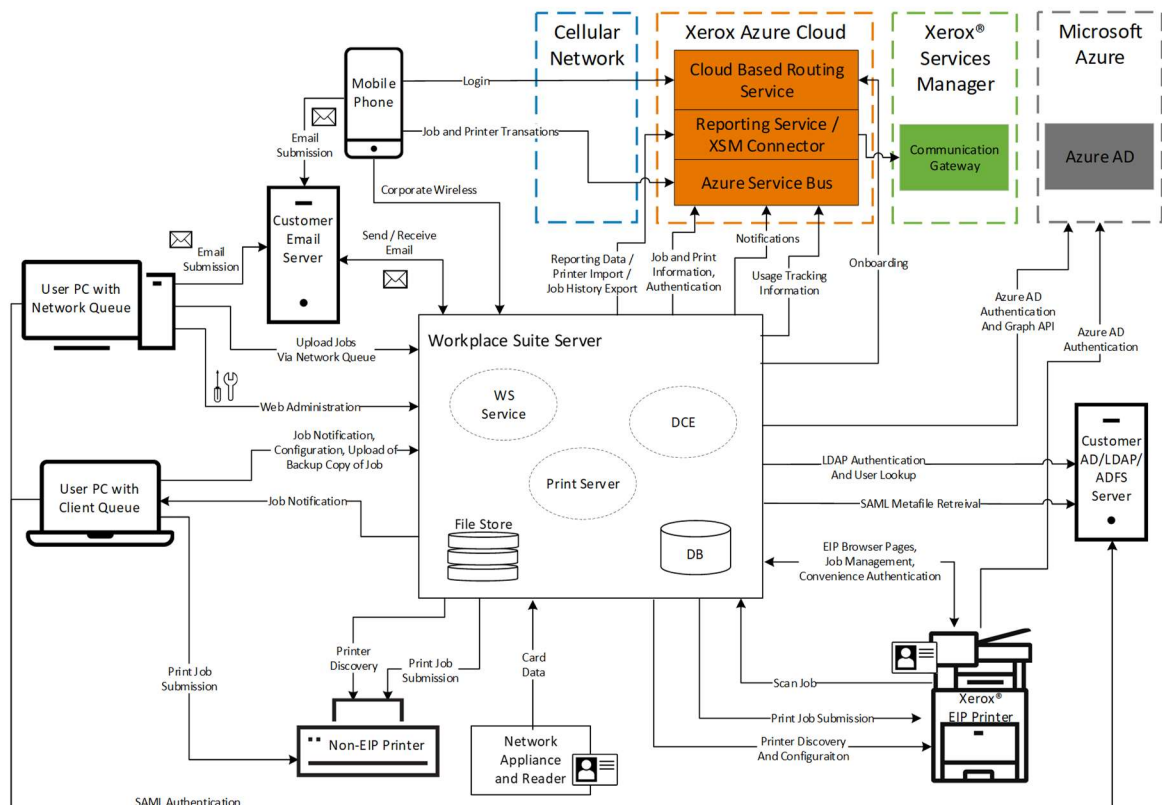 Cellular
Network
Xerox Azure Cloud
Xerox®
Services
Manager
Microsoft
Azure
Cloud Based Routing
Service
Reporting Service /
XSM Connector
Azure Service Bus
Communication
Gateway
Azure AD
Mobile
Phone
Login
Job and Printer Transations
Email
Submission
Corporate Wireless
Customer
Email
Server
Send / Receive
Email
Email
Submission
User PC with
Network Queue
Reporting Data /
Printer Import /
Job History Export
Job and Print
Information,
Authentication
Notifications
Usage Tracking
Information
Onboarding
Azure AD
Authentication
And Graph API
Azure AD
Authentication
Upload Jobs
Via Network Queue
Web Administration
Workplace Suite Server
WS
Service
DCE
Print Server
File Store
DB
Job Notification,
Configuration, Upload of
Backup Copy of Job
User PC with
Client Queue
Job Notification
LDAP Authentication
And User Lookup
SAML Metafile Retreival
Customer
AD/LDAP/
ADFS
Server
EIP Browser Pages,
Job Management,
Convenience Authentication
Printer
Discovery
Print Job
Submission
Print Job
Submission
Card
Data
Scan Job
Print Job Submission
Printer Discovery
And Configuraiton
Xerox®
EIP Printer
Non-EIP Printer
Network
Appliance
and Reader
SAML Authentication